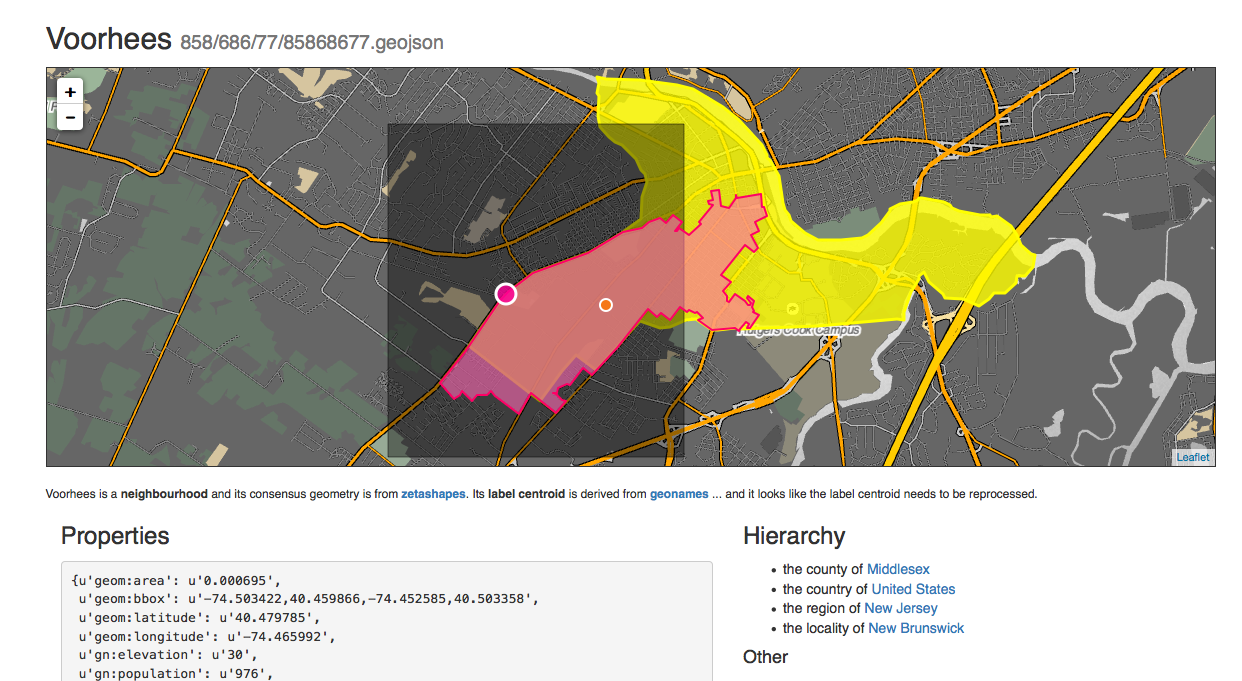 Voorhees 858/686/77/85868677.geojson
+
−
Rutgers Cook Campus
Leaflet
Voorhees is a neighbourhood and its consensus geometry is from zetashapes. Its label centroid is derived from geonames ... and it looks like the label centroid needs to be reprocessed.
Properties
{u'geom:area': u'0.000695',
u'geom:bbox': u'-74.503422,40.459866,-74.452585,40.503358',
u'geom:latitude': u'40.479785',
u'geom:longitude': u'-74.465992',
u'gn:elevation': u'30',
u'gn:population': u'976',
Hierarchy
• the county of Middlesex
• the country of United States
• the region of New Jersey
• the locality of New Brunswick
Other